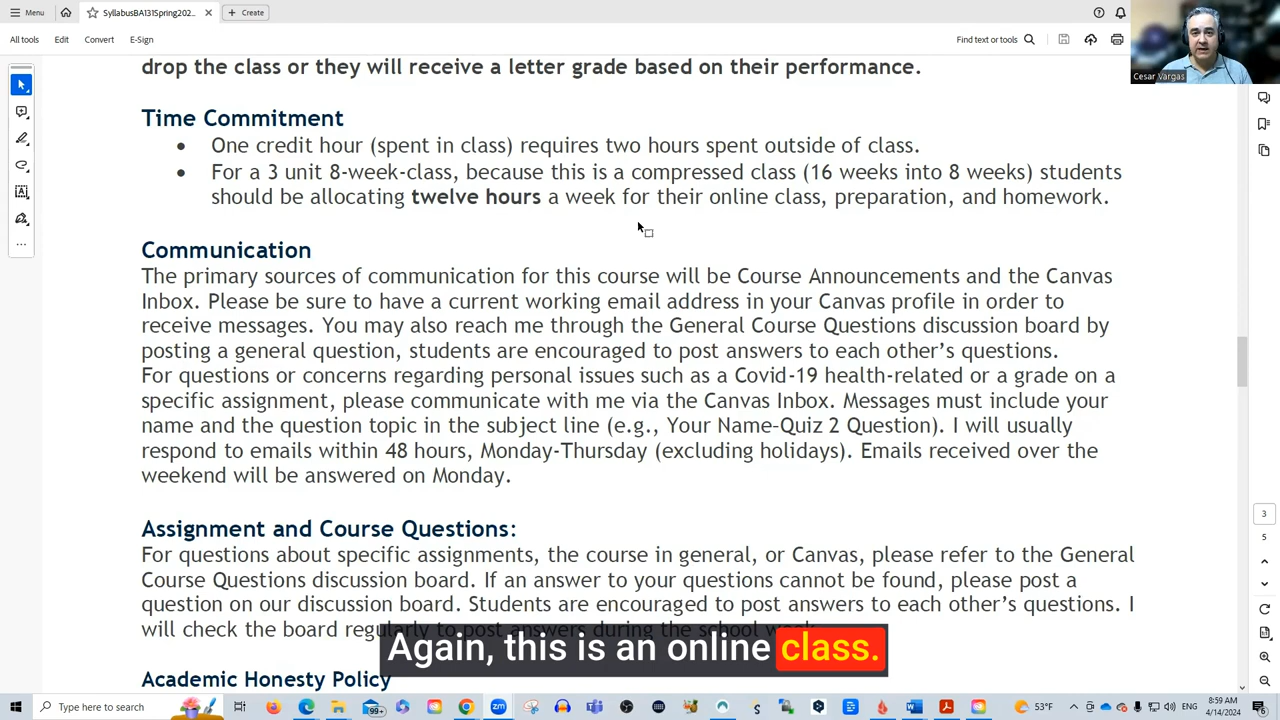 Menu
SyllabusBA131Spring202...
Create
All tools
Edit
Convert
E-Sign
Find text or tools
Cesar Vargas
drop the class or they will receive a letter grade based on their performance.
Time Commitment
• One credit hour (spent in class) requires two hours spent outside of class.
• For a 3 unit 8-week-class, because this is a compressed class (16 weeks into 8 weeks) students
should be allocating twelve hours a week for their online class, preparation, and homework.
Communication
The primary sources of communication for this course will be Course Announcements and the Canvas
Inbox. Please be sure to have a current working email address in your Canvas profile in order to
receive messages. You may also reach me through the General Course Questions discussion board by
posting a general question, students are encouraged to post answers to each other's questions.
For questions or concerns regarding personal issues such as a Covid-19 health-related or a grade on a
specific assignment, please communicate with me via the Canvas Inbox. Messages must include your
name and the question topic in the subject line (e.g., Your Name-Quiz 2 Question). I will usually
respond to emails within 48 hours, Monday-Thursday (excluding holidays). Emails received over the
weekend will be answered on Monday.
Assignment and Course Questions:
For questions about specific assignments, the course in general, or Canvas, please refer to the General
Course Questions discussion board. If an answer to your questions cannot be found, please post a
question on our discussion board. Students are encouraged to post answers to each other's questions. I
will check the board regularly to post answers during the school
Again, this is an online class.
Academic Honesty Policy
3
5
Type here to search
99+
zm
53°F
8:59 AM
4/14/2024